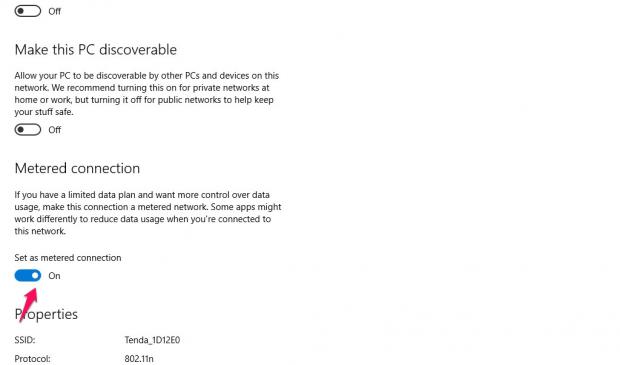 Off
Make this PC discoverable
Allow your PC to be discoverable by other PCs and devices on this
network. We recommend turning this on for private networks at
home or work, but turning it off for public networks to help keep
your stuff safe.
Off
Metered connection
If you have a limited data plan and want more control over data
usage, make this connection a metered network. Some apps might
work differently to reduce data usage when you're connected to
this network.
Set as metered connection
On
Properties
SSID: Tenda_1D12E0
Protocol: 802.11n